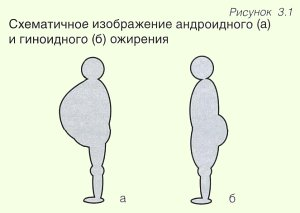 Рисунок 3.1
Схематичное изображение андроидного (а)
и гиноидного (б) ожирения
а
б